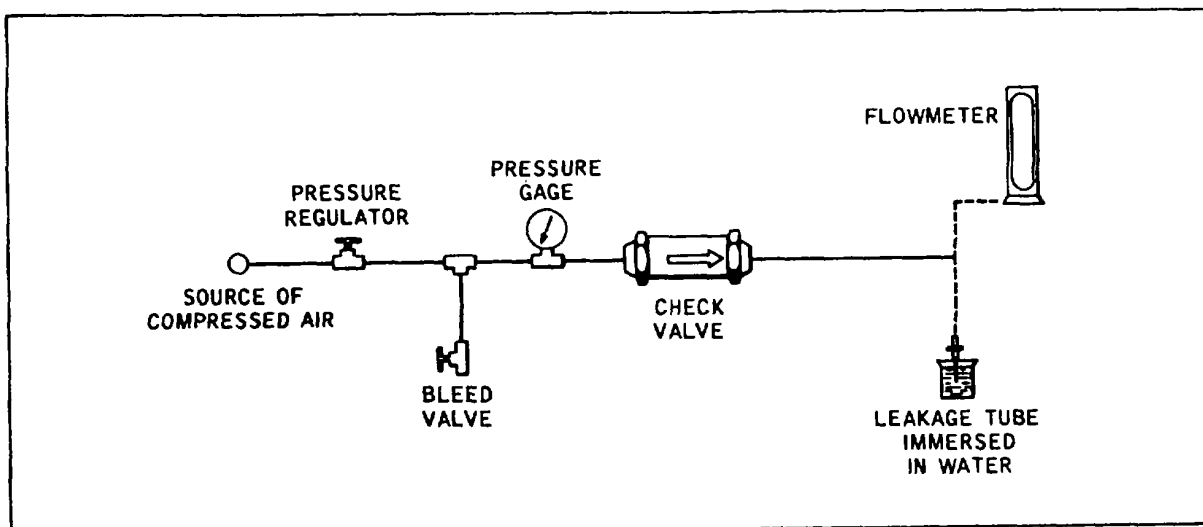 FLOWMETER
PRESSURE
GAGE
PRESSURE
REGULATOR
SOURCE OF
COMPRESSED AIR
CHECK
VALVE
BLEED
VALVE
LEAKAGE TUBE
IMMERSED
IN WATER